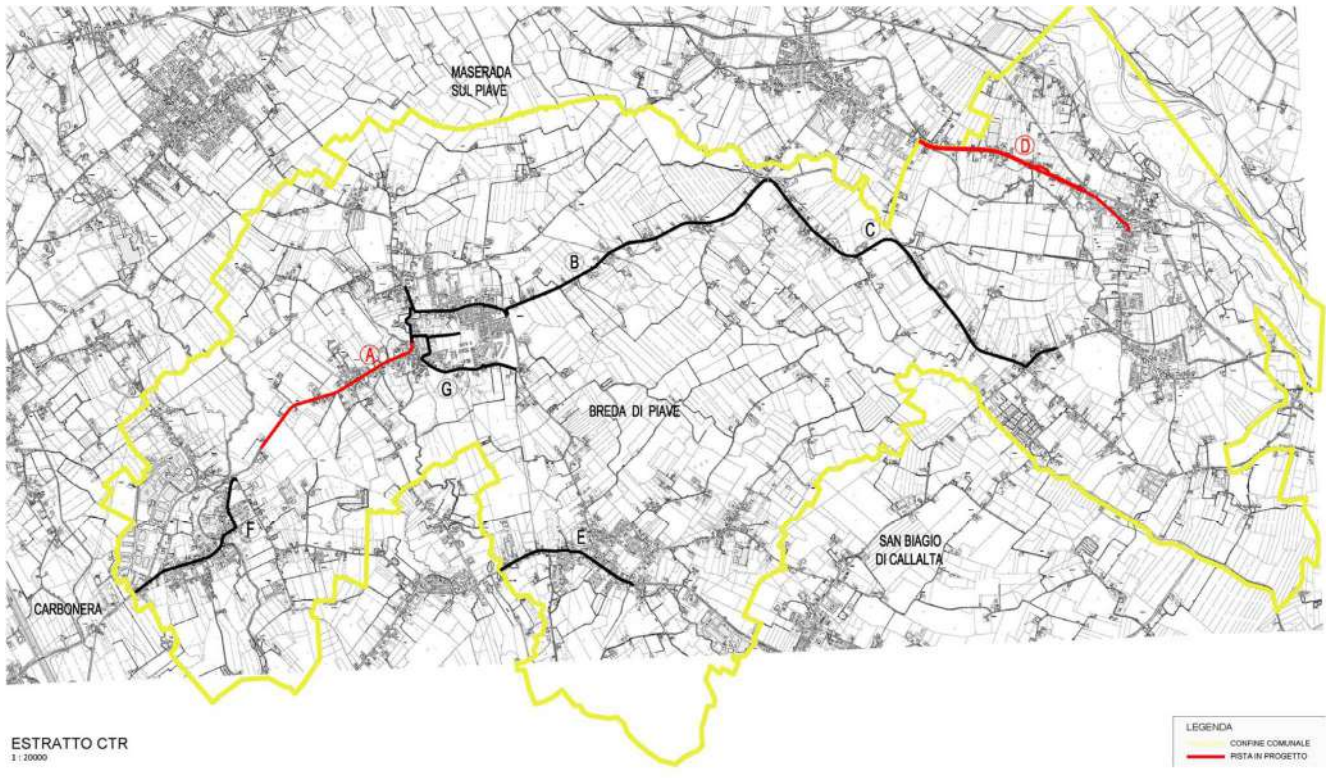 MASERADA
SUL PIAVE
D
C
B
A
G
BREDA DI PIAVE
F
E
SAN BIAGIO
DI CALLALTA
CARBONERA
ESTRATTO CTR
1 : 20000
LEGENDA
CONFINE COMUNALE
PISTA IN PROGETTO